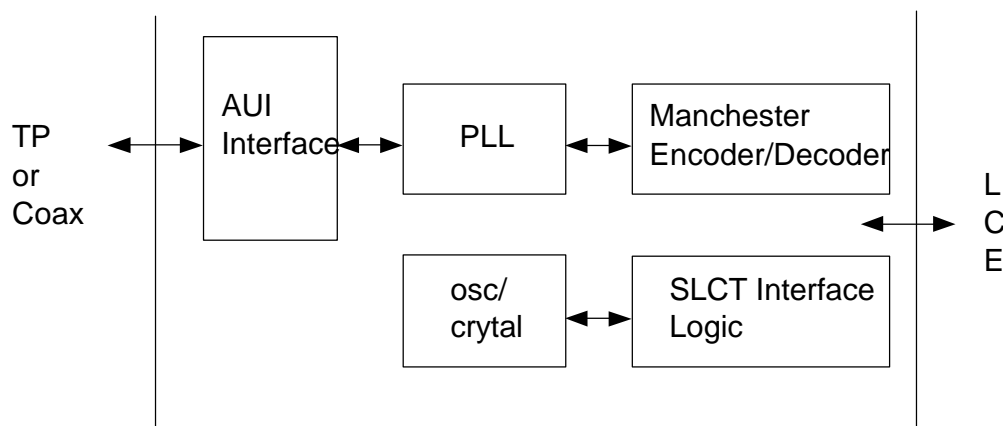 TP
or
Coax
AUI
Interface
PLL
Manchester
Encoder/Decoder
osc/
crytal
SLCT Interface
Logic
L
C
E